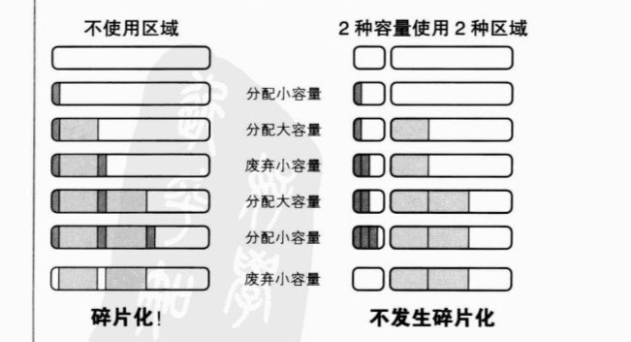 不使用区域
2种容量使用2种区域
分配小容量
分配大容量
废弃小容量
分配大容量
分配小容量
废弃小容量
碎片化!
不发生碎片化